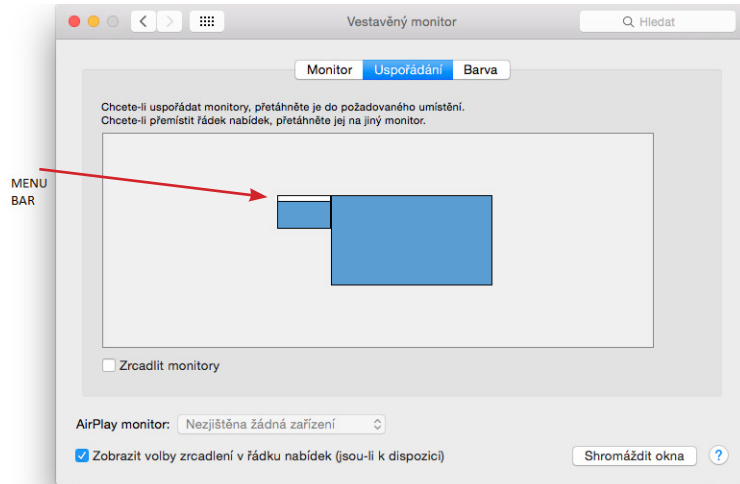 Vestavěný monitor
Hledat
Monitor Uspořádání Barva
Chcete-li uspořádat monitory, přetáhněte je do požadovaného umístění.
Chcete-li přemístit řádek nabídek, přetáhněte jej na jiný monitor.
MENU
BAR
Zrcadlit monitory
AirPlay monitor: Nezjištěna žádná zařízení
Zobrazit volby zrcadlení v řádku nabídek (jsou-li k dispozici)
Shromáždit okna
?